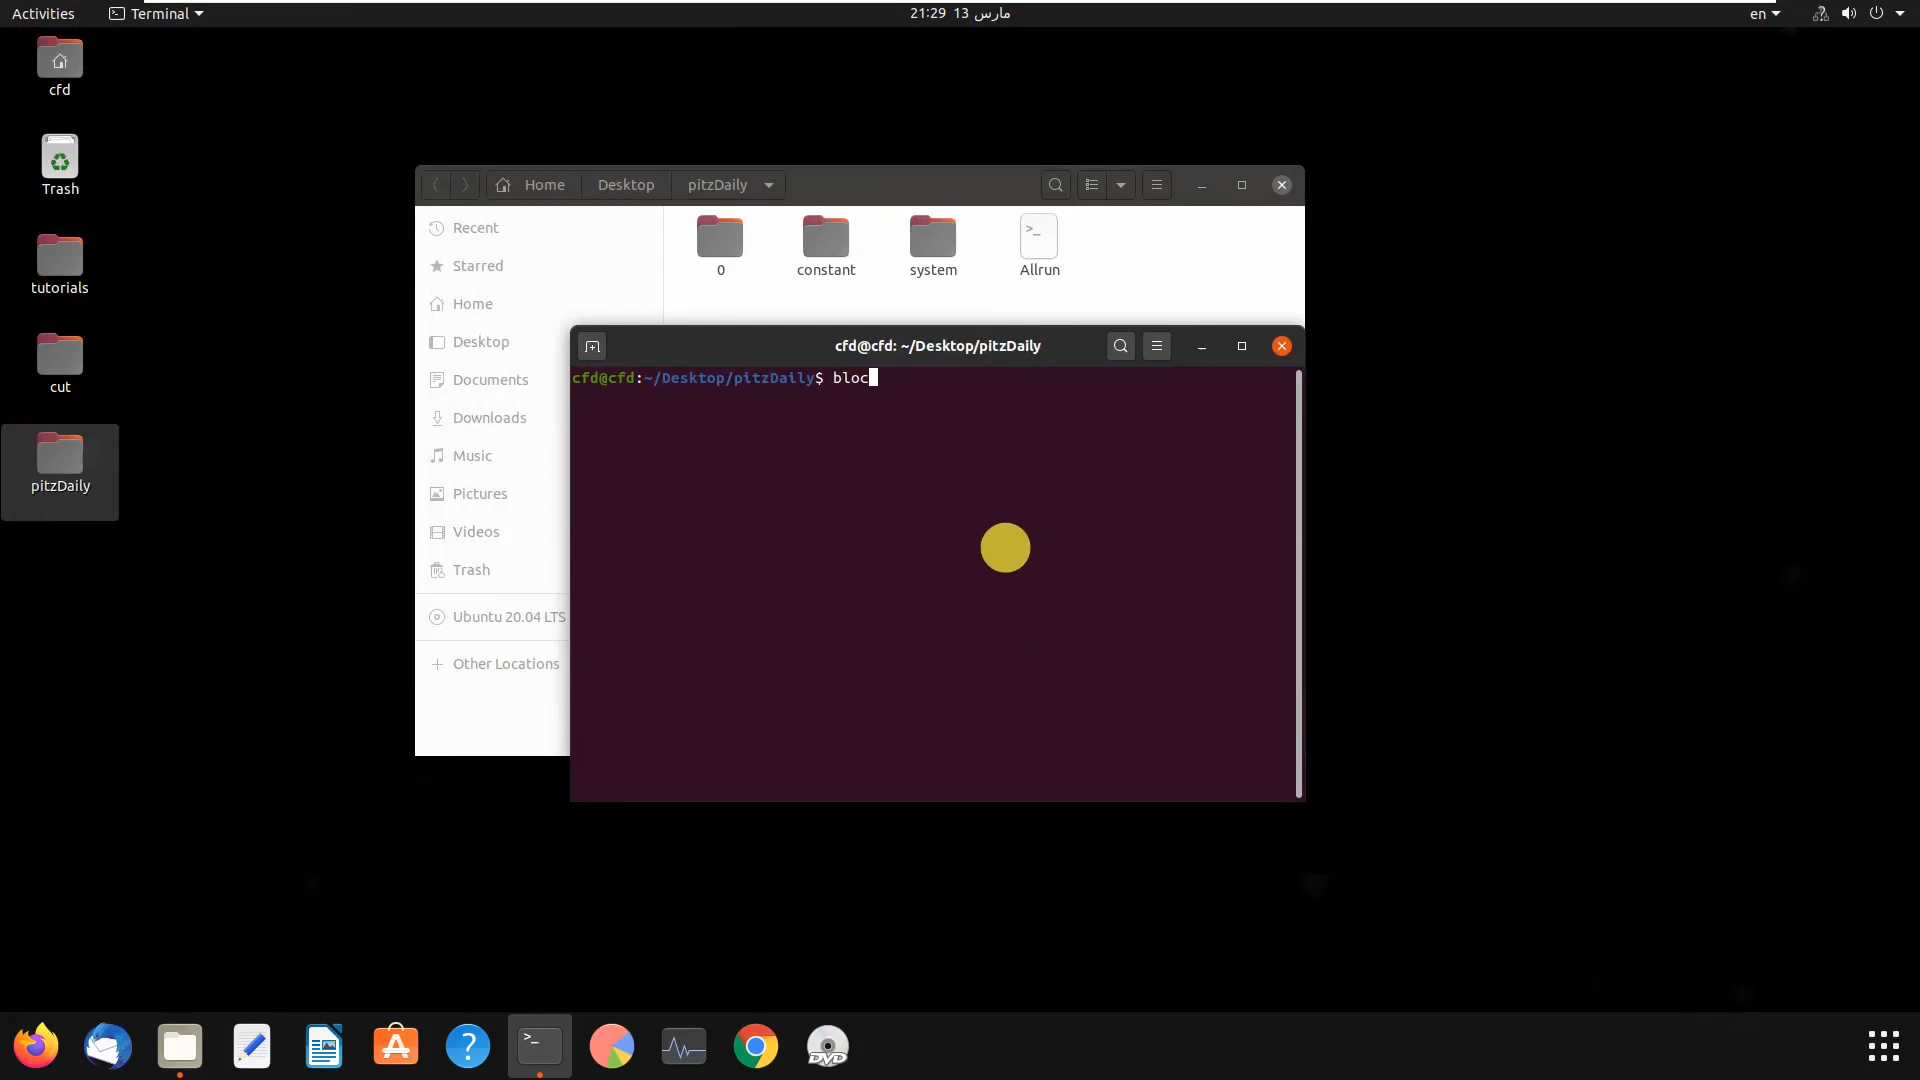 Activities
Terminal
21:29 13 مارس
en
cfd
Trash
tutorials
cut
pitzDaily
Home
Desktop
pitzDaily
Recent
Starred
Home
Desktop
Documents
Downloads
Music
Pictures
Videos
Trash
Ubuntu 20.04 LTS
Other Locations
0
constant
system
>_
Allrun
cfd@cfd: ~/Desktop/pitzDaily
cfd@cfd:~/Desktop/pitzDaily$ bloc
?
>_
DVD